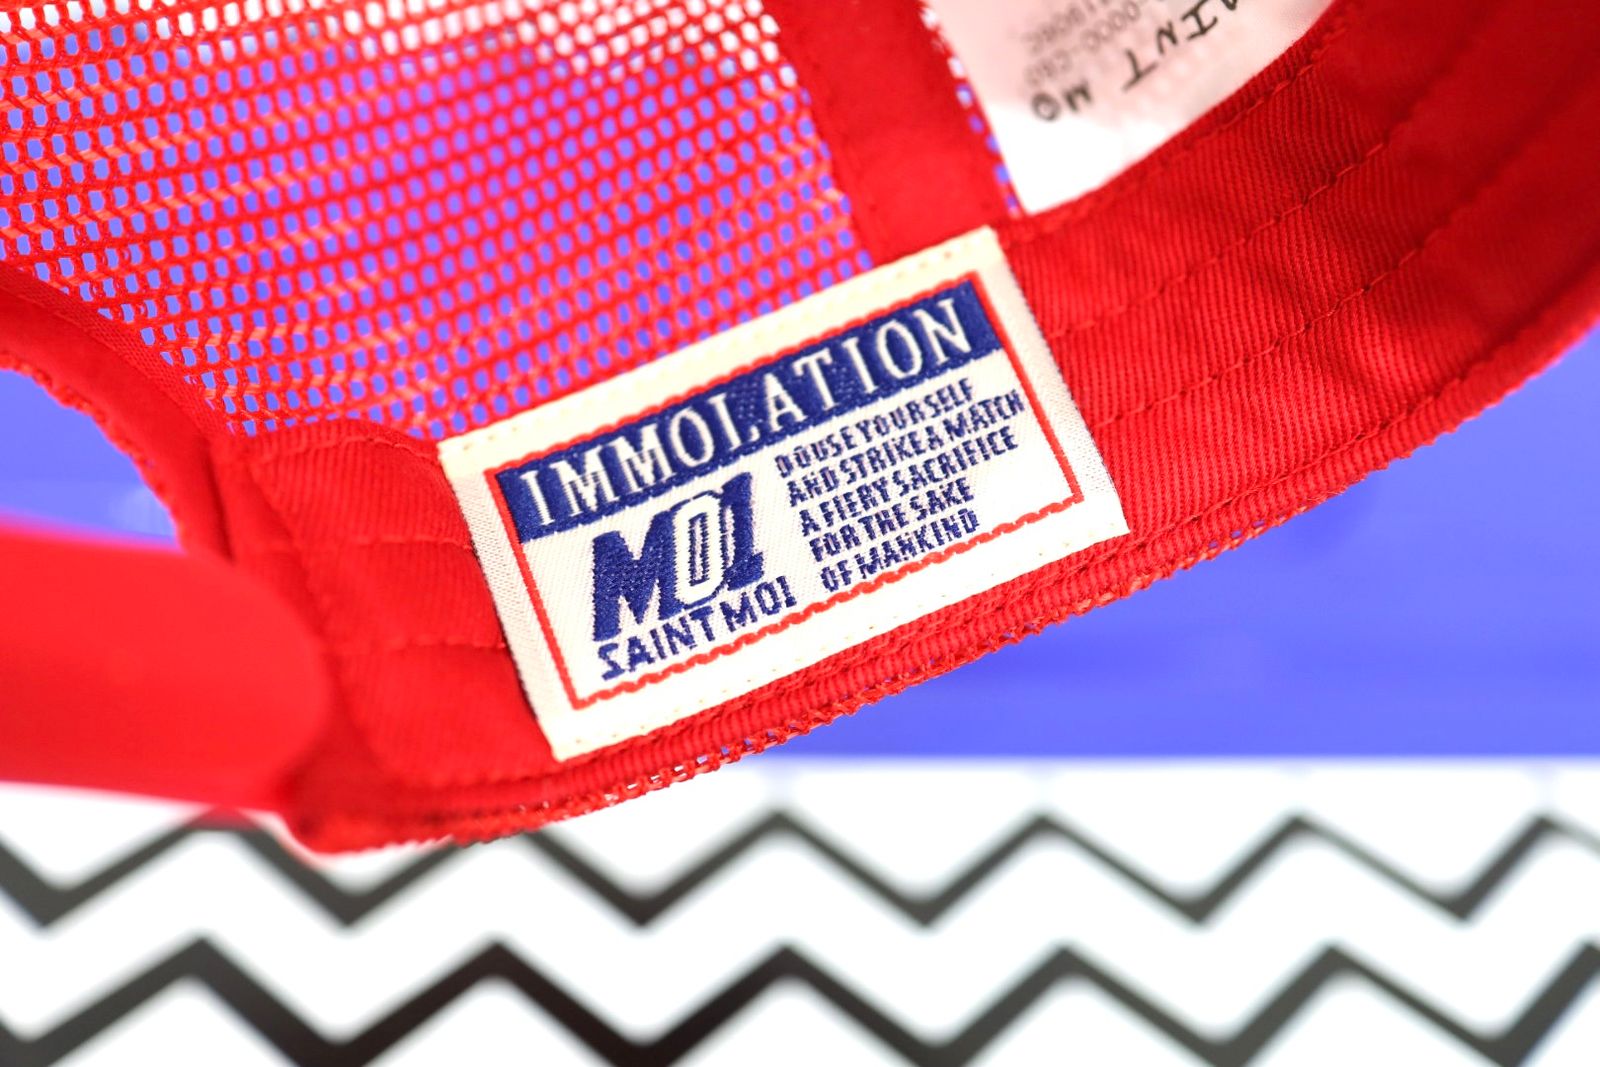 IMMOLATION
MOI
SAINT MOI
DOUSE YOURSELF
AND STRIKE A MATCH
A FIERY SACRIFICE
FOR THE SAKE
OF MANKIND